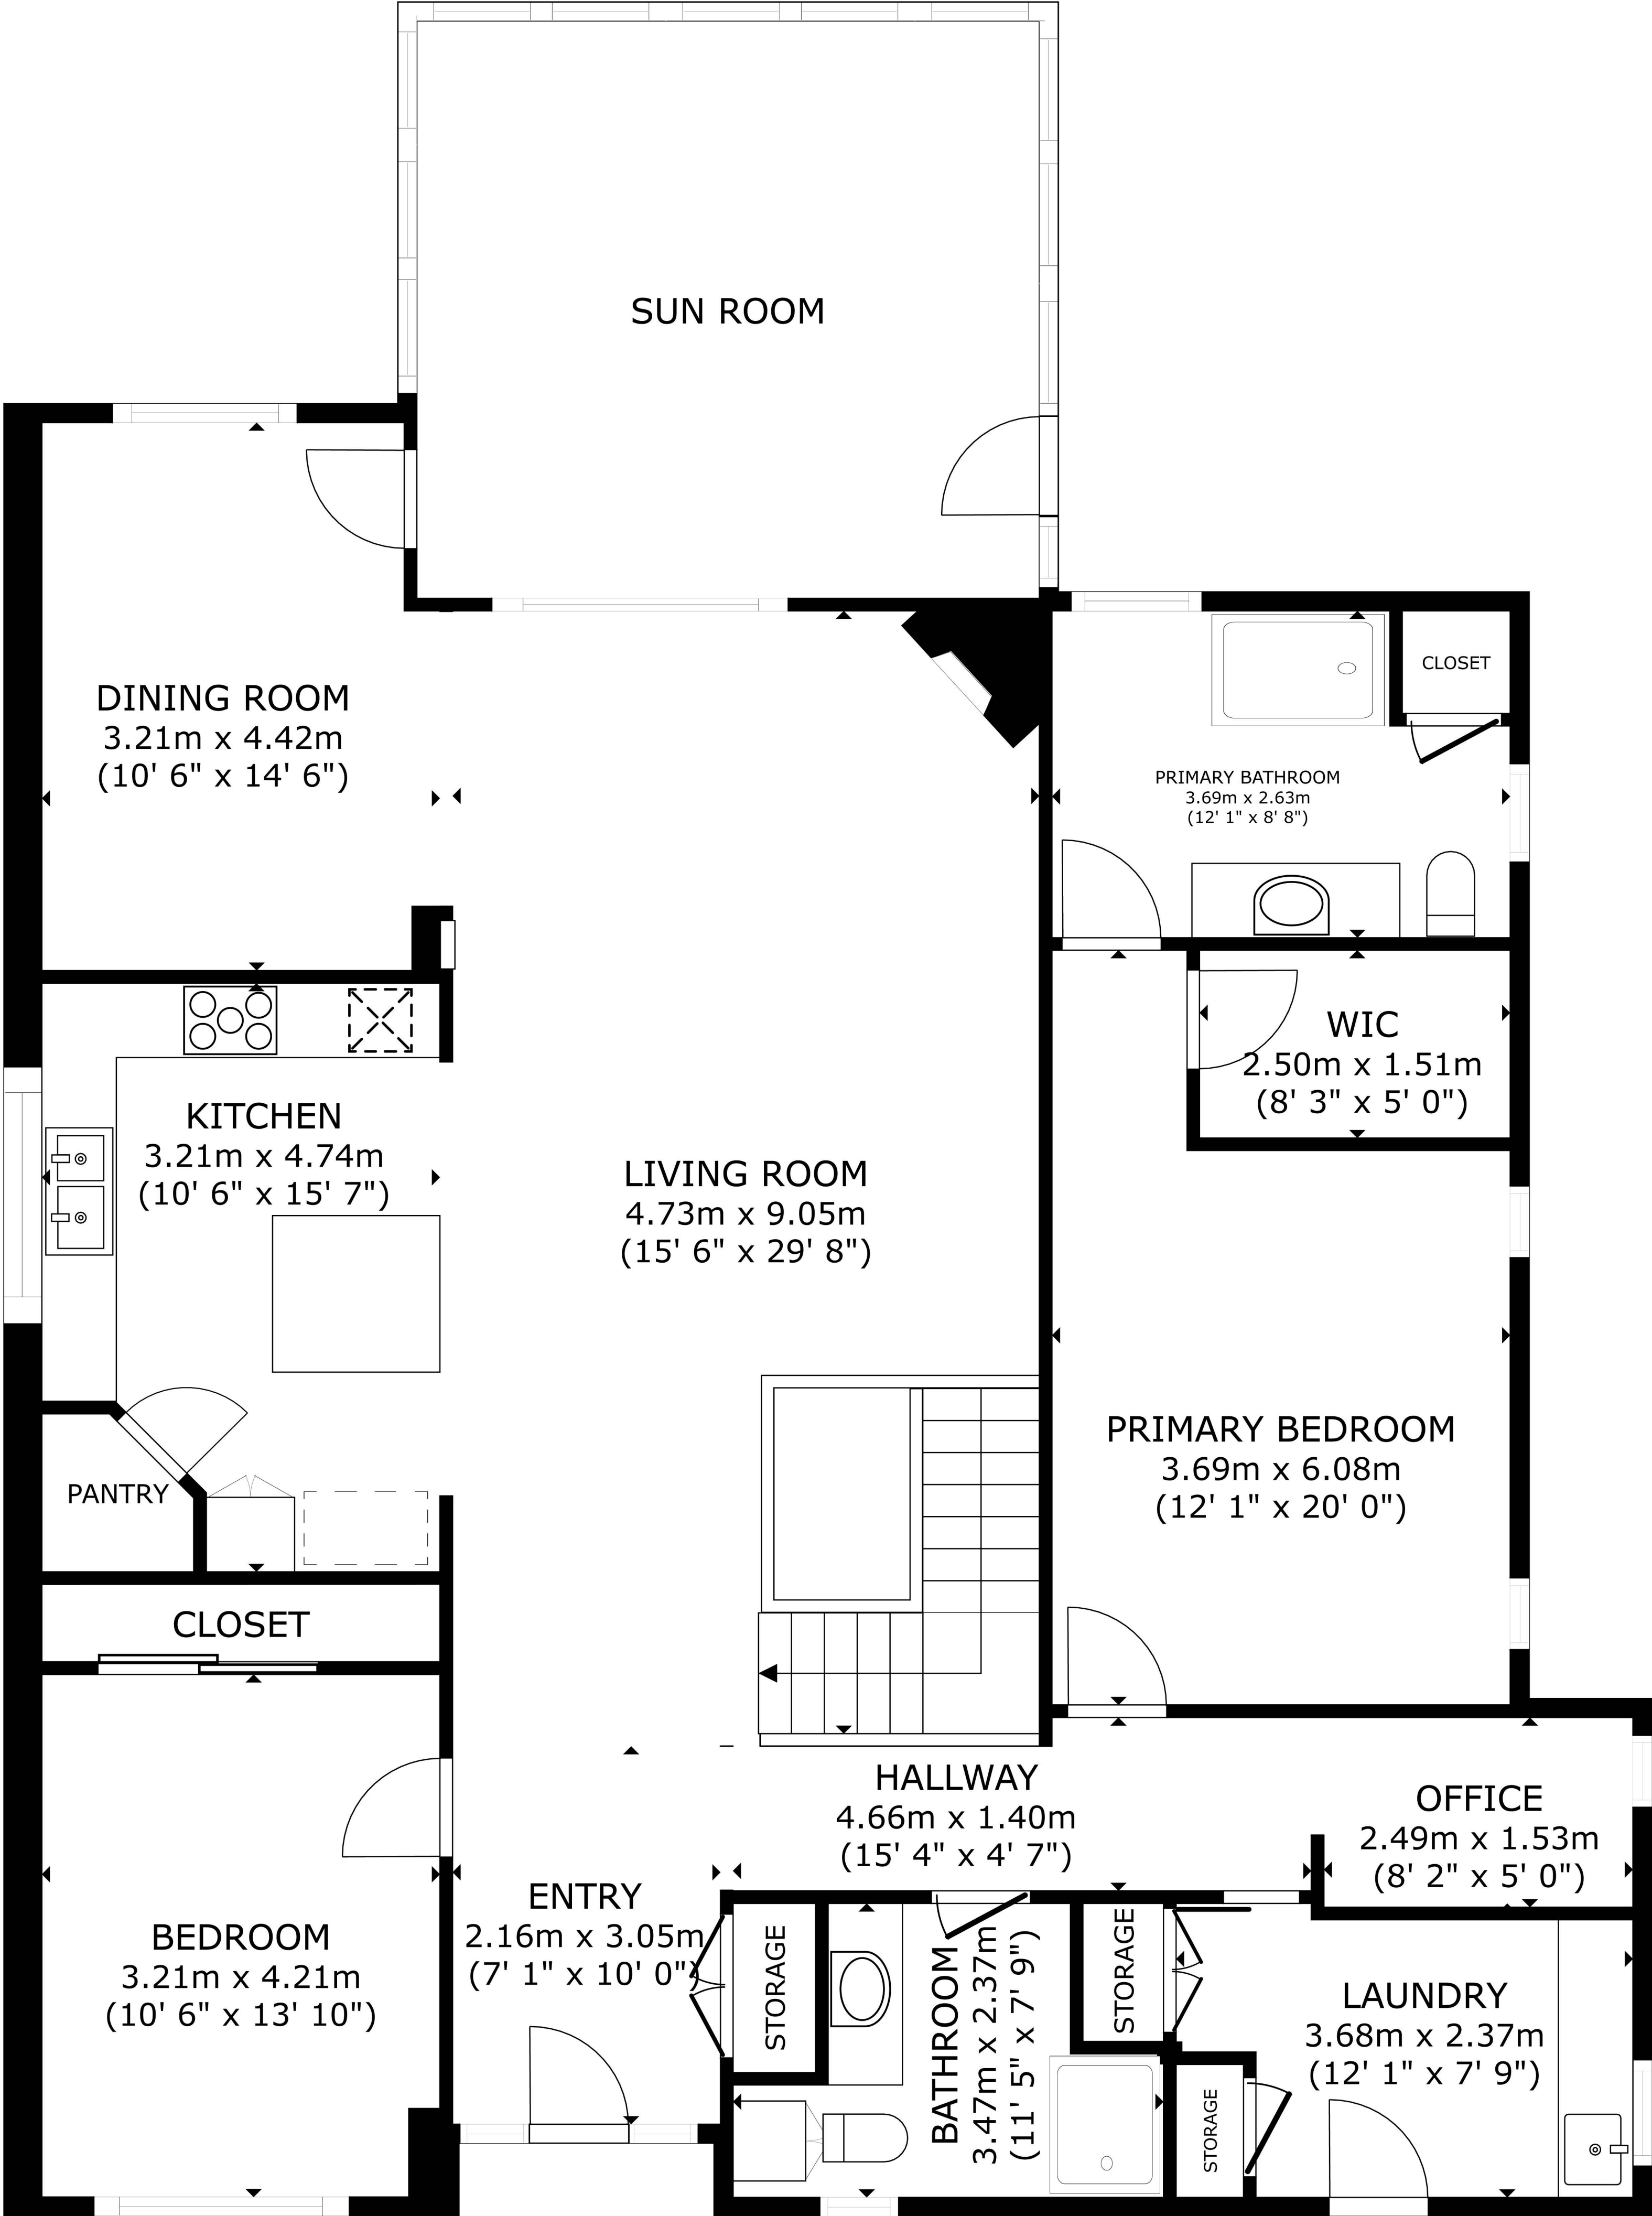 SUN ROOM
DINING ROOM
3.21m x 4.42m
(10' 6" x 14' 6")
CLOSET
PRIMARY BATHROOM
3.69m x 2.63m
(12' 1" x 8' 8")
WIC
2.50m x 1.51m
(8' 3" x 5' 0")
KITCHEN
3.21m x 4.74m
(10' 6" x 15' 7")
LIVING ROOM
4.73m x 9.05m
(15' 6" x 29' 8")
PRIMARY BEDROOM
3.69m x 6.08m
(12' 1" x 20' 0")
PANTRY
CLOSET
HALLWAY
4.66m x 1.40m
(15' 4" x 4' 7")
OFFICE
2.49m x 1.53m
(8' 2" x 5' 0")
BEDROOM
3.21m x 4.21m
(10' 6" x 13' 10")
ENTRY
2.16m x 3.05m
(7' 1" x 10' 0")
STORAGE
BATHROOM
3.47m x 2.37m
(11' 5" x 7' 9")
STORAGE
LAUNDRY
3.68m x 2.37m
(12' 1" x 7' 9")
STORAGE